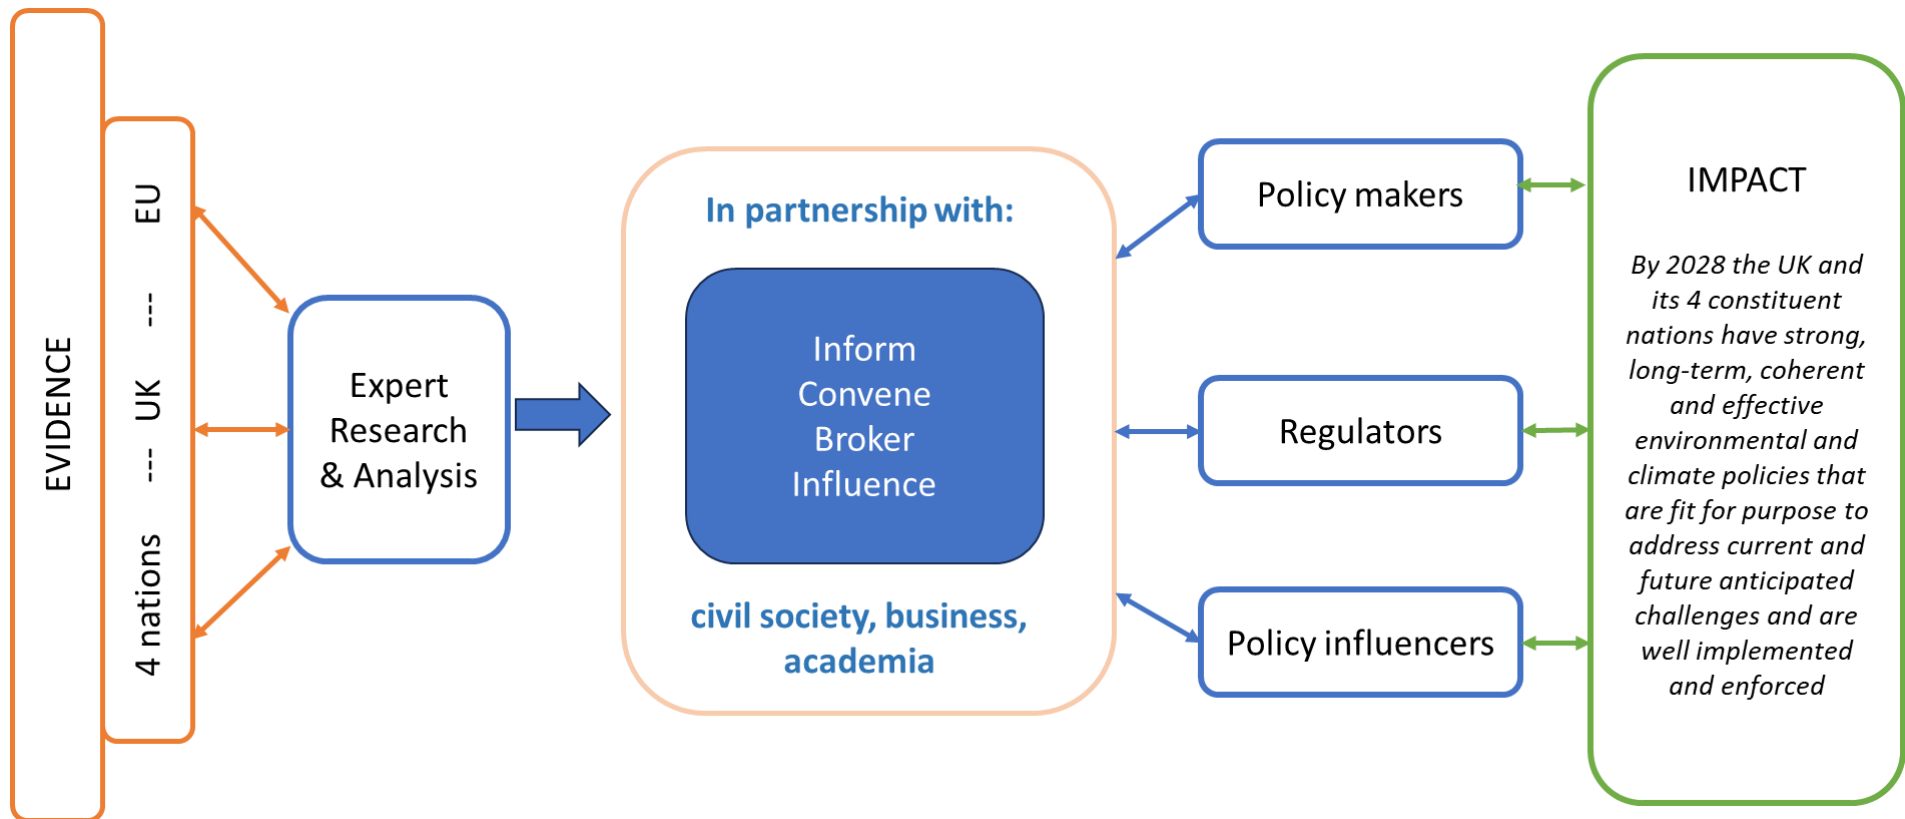 EVIDENCE
4 nations --- UK --- EU
Expert
Research
& Analysis
In partnership with:
Inform
Convene
Broker
Influence
civil society, business,
academia
Policy makers
Regulators
Policy influencers
IMPACT
By 2028 the UK and
its 4 constituent
nations have strong,
long-term, coherent
and effective
environmental and
climate policies that
are fit for purpose to
address current and
future anticipated
challenges and are
well implemented
and enforced